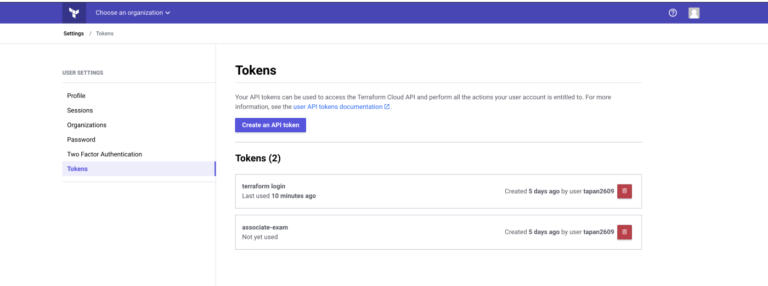 Choose an organization
Settings / Tokens
USER SETTINGS
Profile
Sessions
Organizations
Password
Two Factor Authentication
Tokens
Tokens
Your API tokens can be used to access the Terraform Cloud API and perform all the actions your user account is entitled to. For more
information, see the user API tokens documentation.
Create an API token
Tokens (2)
terraform login
Last used 10 minutes ago
Created 5 days ago by user tapan2609
associate-exam
Not yet used
Created 5 days ago by user tapan2609